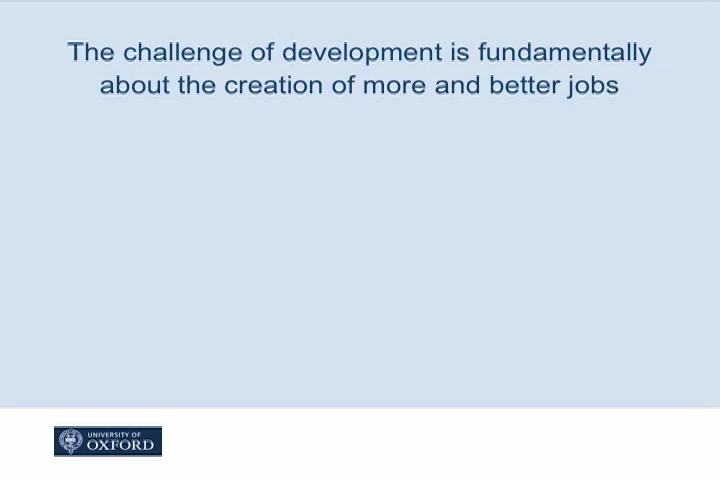 The challenge of development is fundamentally
about the creation of more and better jobs
UNIVERSITY OF
OXFORD